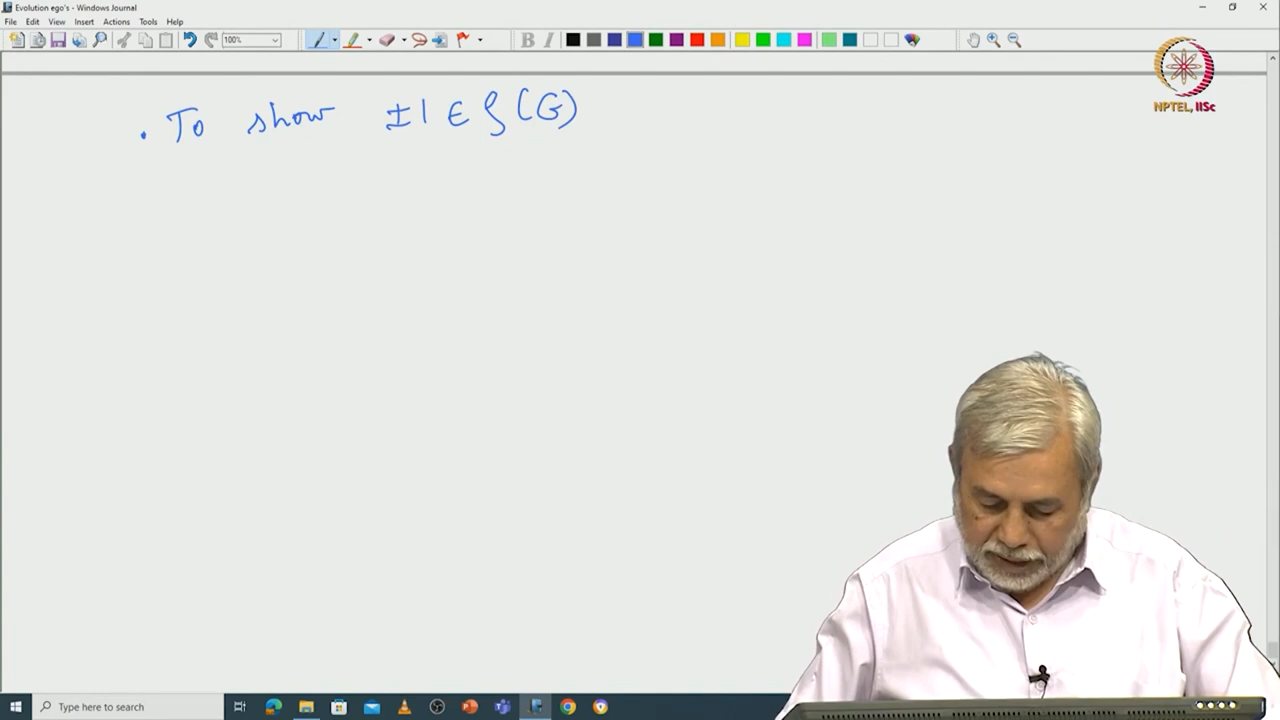 Evolution ego's - Windows Journal
File Edit View Insert Actions Tools Help
100%
B I
NPTEL, IISc
. To show ±1 ∈ ρ(G)
Type here to search